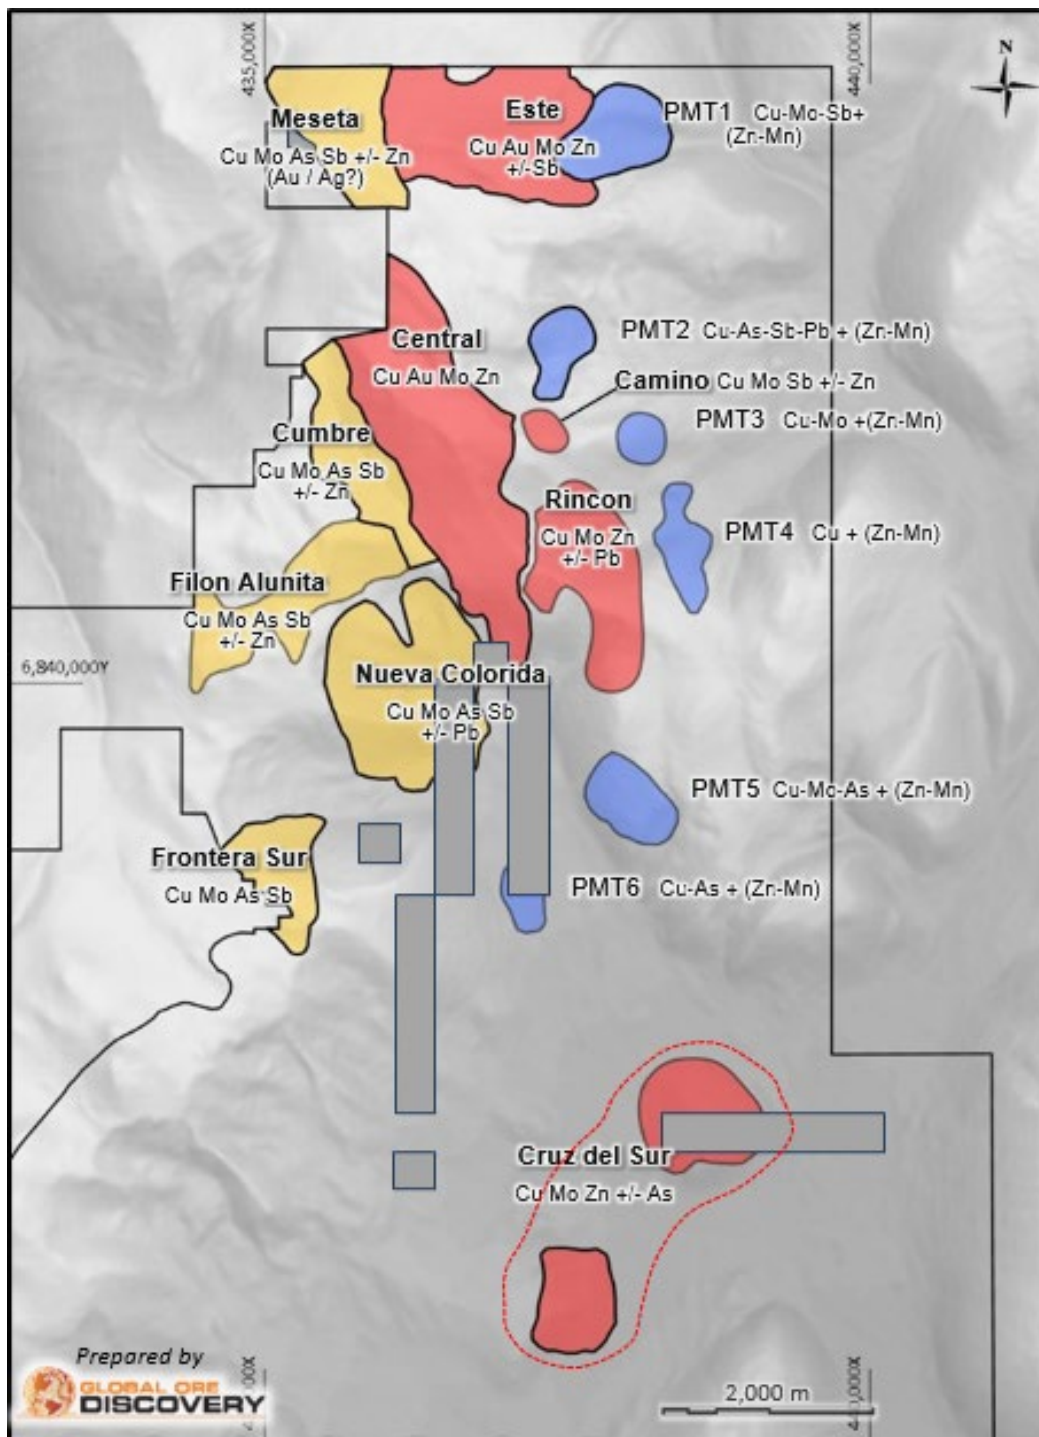 435,000X
440,000X
N
Meseta
Cu Mo As Sb +/- Zn
(Au / Ag?)
Este
Cu Au Mo Zn
+/-Sb
PMT1 Cu-Mo-Sb+
(Zn-Mn)
Central
Cu Au Mo Zn
PMT2 Cu-As-Sb-Pb + (Zn-Mn)
Camino Cu Mo Sb +/- Zn
PMT3 Cu-Mo +(Zn-Mn)
Cumbre
Cu Mo As Sb
+/- Zn
Rincon
Cu Mo Zn
+/- Pb
PMT4 Cu + (Zn-Mn)
Filon Alunita
Cu Mo As Sb
+/- Zn
6,840,000Y
Nueva Colorida
Cu Mo As Sb
+/- Pb
PMT5 Cu-Mo-As + (Zn-Mn)
Frontera Sur
Cu Mo As Sb
PMT6 Cu-As + (Zn-Mn)
Cruz del Sur
Cu Mo Zn +/- As
Prepared by
GLOBAL ORE
DISCOVERY
2,000 m